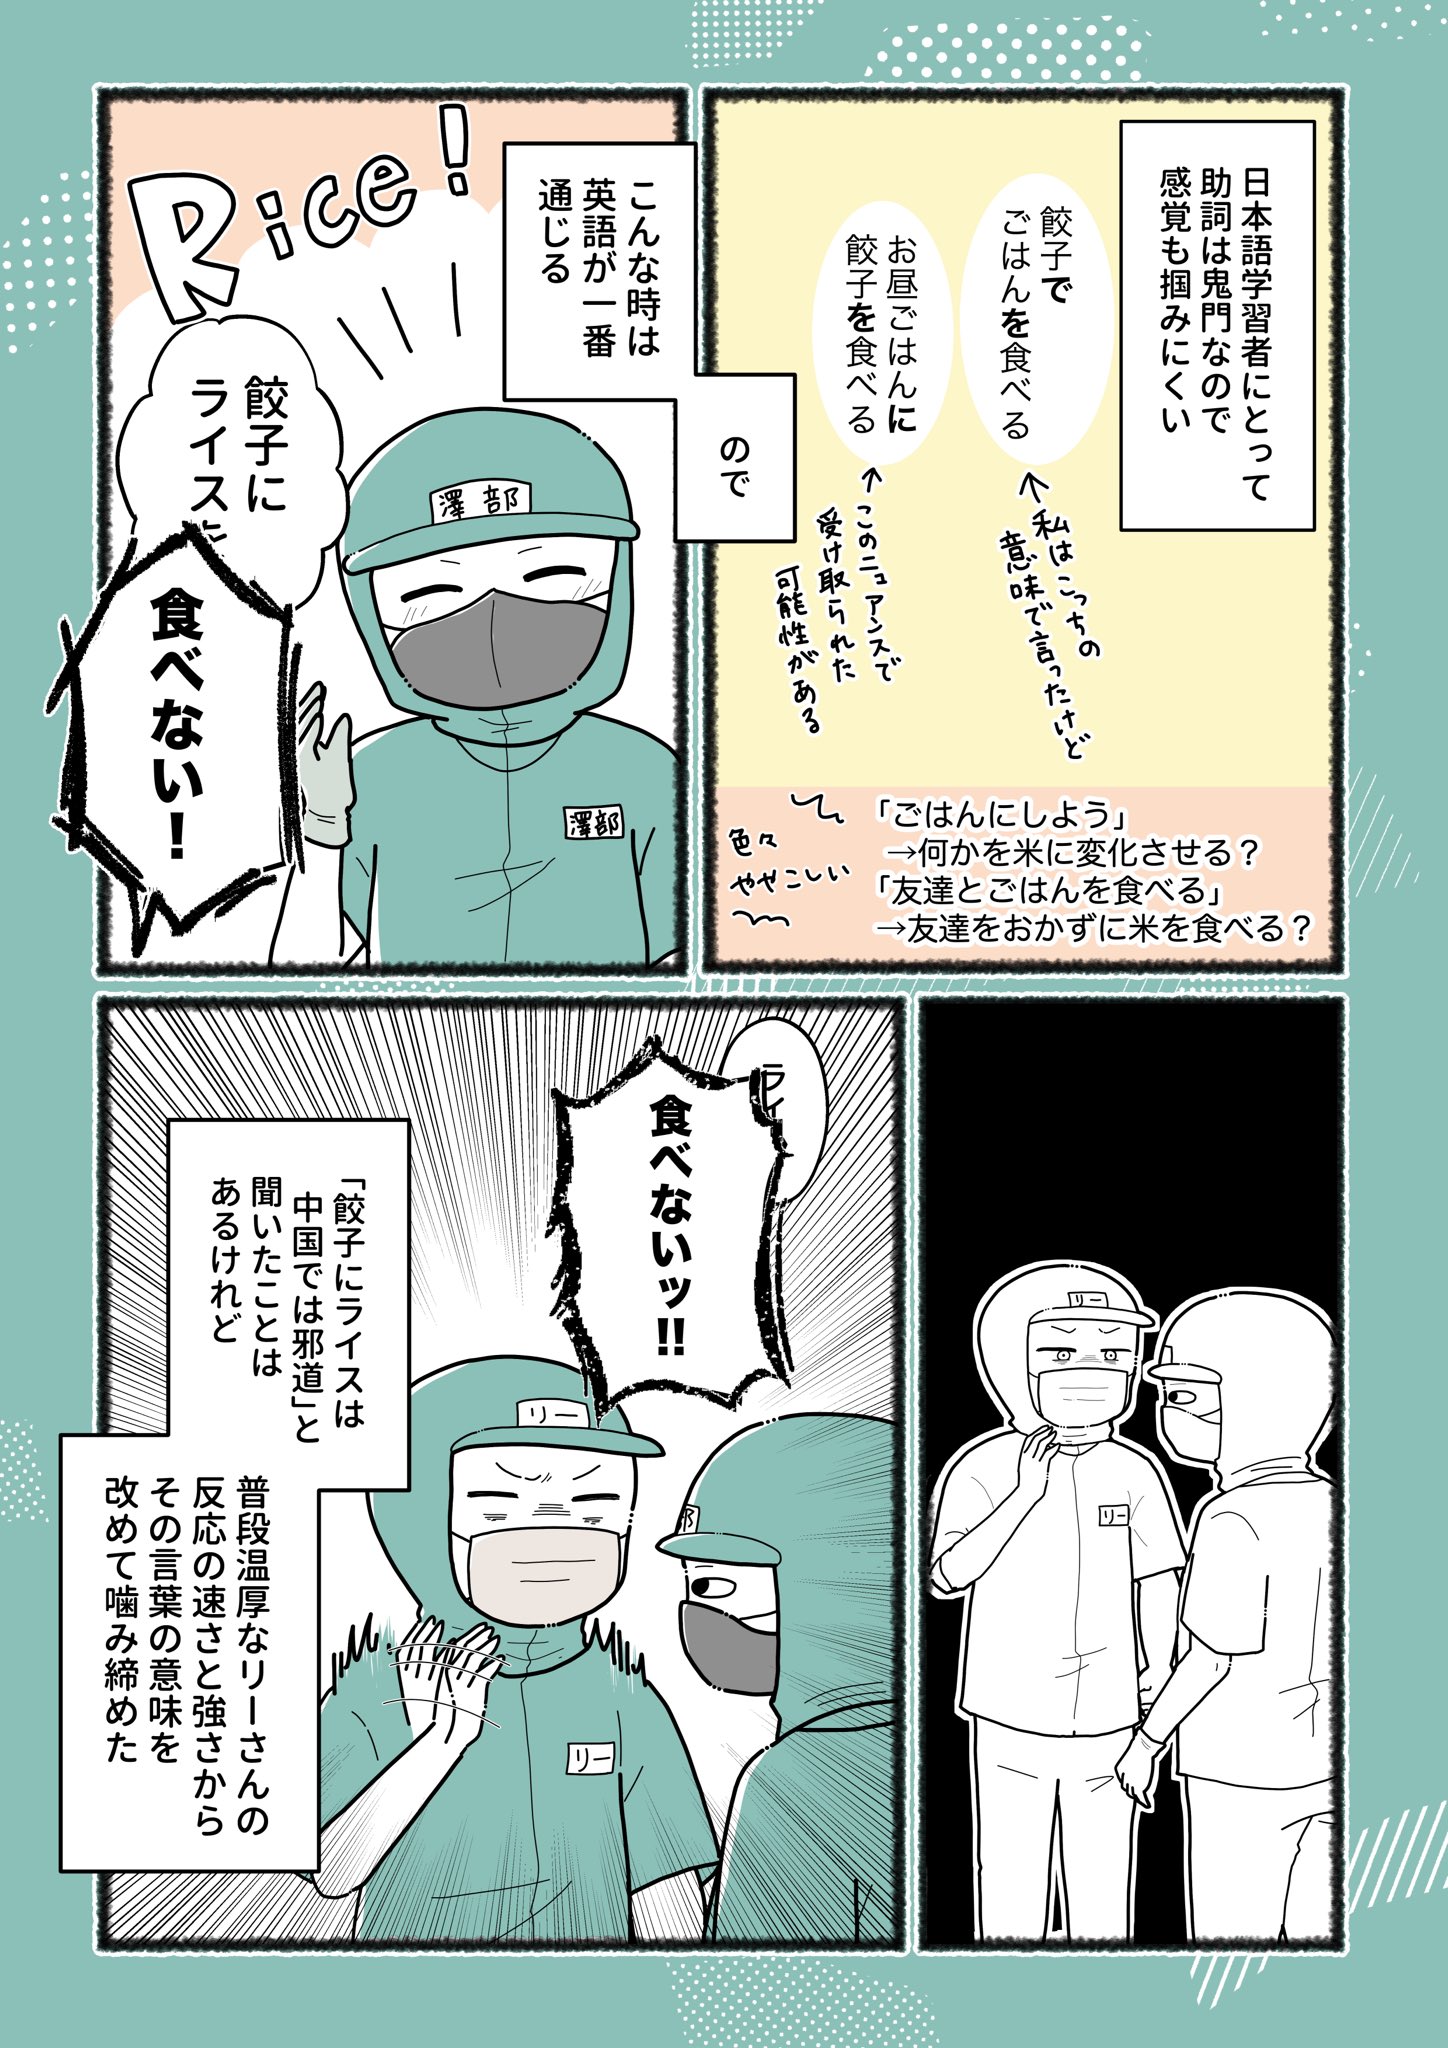 日本語学習者にとって
助詞は鬼門なので
感覚も掴みにくい
餃子で
ごはんを食べる
↑私はこっちの
意味で言ったけど
お昼ごはんに
餃子を食べる
↑このニュアンスで
受け取られた
可能性がある
「ごはんにしよう」
→何かを米に変化させる？
「友達とごはんを食べる」
→友達をおかずに米を食べる？
色々
ややこしい
ので
こんな時は
英語が一番
通じる
Rice!
餃子に
ライス
食べない！
澤部
澤部
リー
リー
ライ
食べないッ!!
リー
リー
部
「餃子にライスは
中国では邪道」と
聞いたことは
あるけれど
普段温厚なリーさんの
反応の速さと強さから
その言葉の意味を
改めて噛み締めた